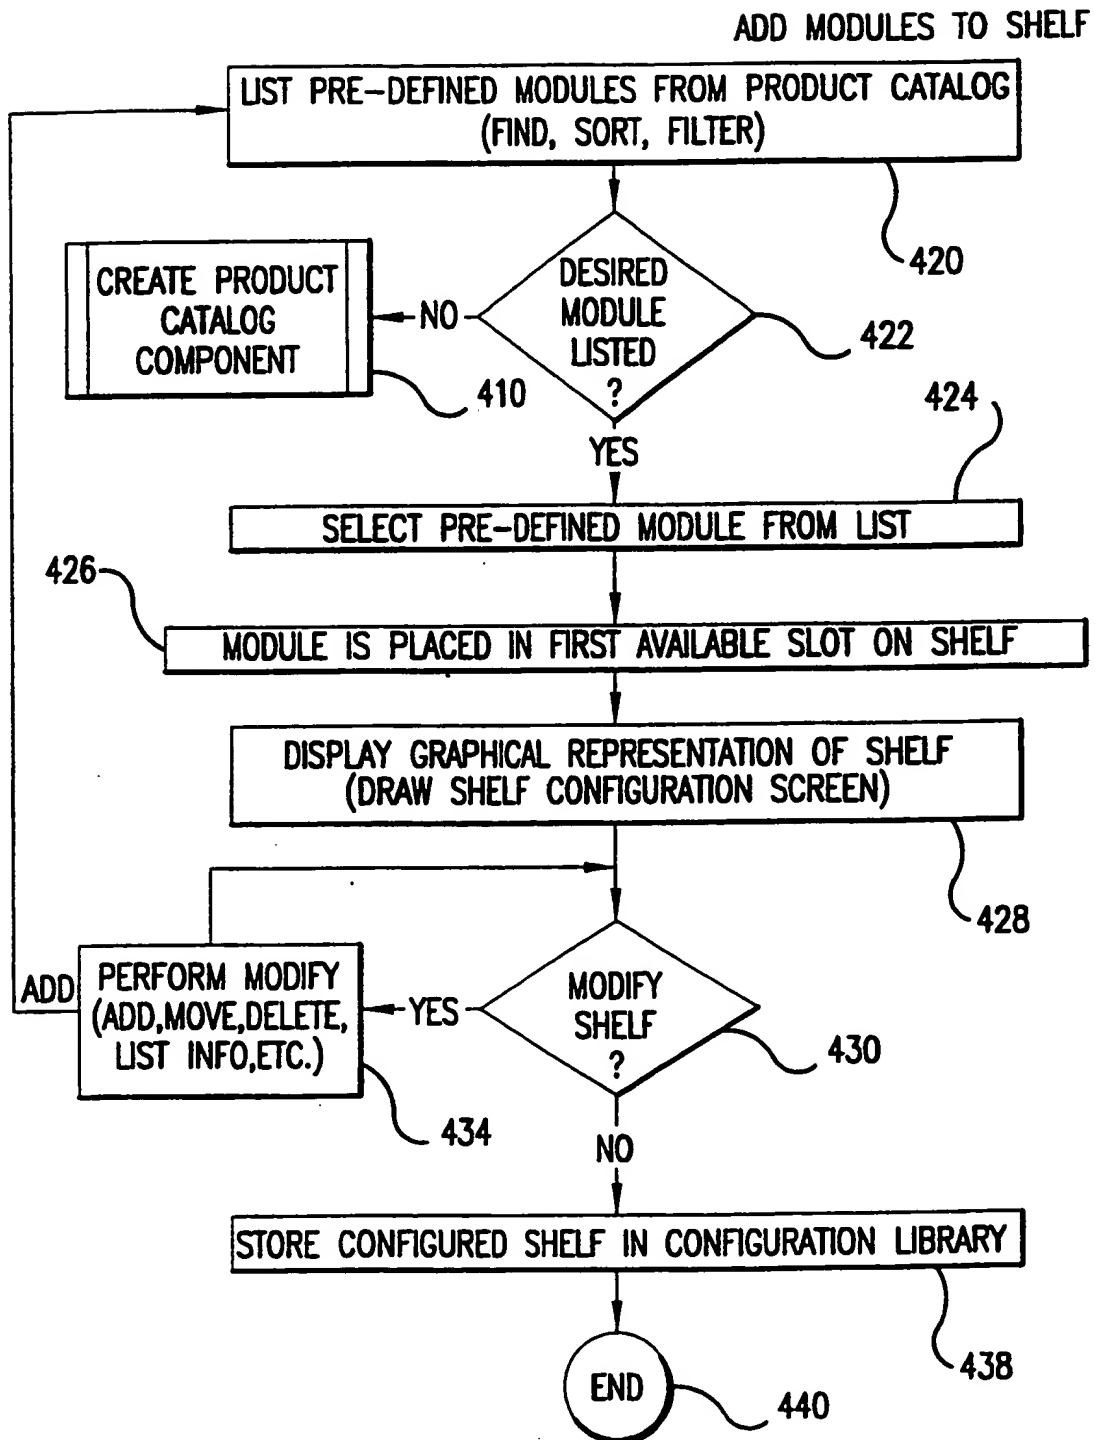 ADD MODULES TO SHELF
LIST PRE-DEFINED MODULES FROM PRODUCT CATALOG
(FIND, SORT, FILTER)
420
CREATE PRODUCT
CATALOG
COMPONENT
410
NO
DESIRED
MODULE
LISTED
?
422
YES
424
SELECT PRE-DEFINED MODULE FROM LIST
426
MODULE IS PLACED IN FIRST AVAILABLE SLOT ON SHELF
DISPLAY GRAPHICAL REPRESENTATION OF SHELF
(DRAW SHELF CONFIGURATION SCREEN)
428
ADD
PERFORM MODIFY
(ADD,MOVE,DELETE,
LIST INFO,ETC.)
434
YES
MODIFY
SHELF
?
430
NO
STORE CONFIGURED SHELF IN CONFIGURATION LIBRARY
438
END
440